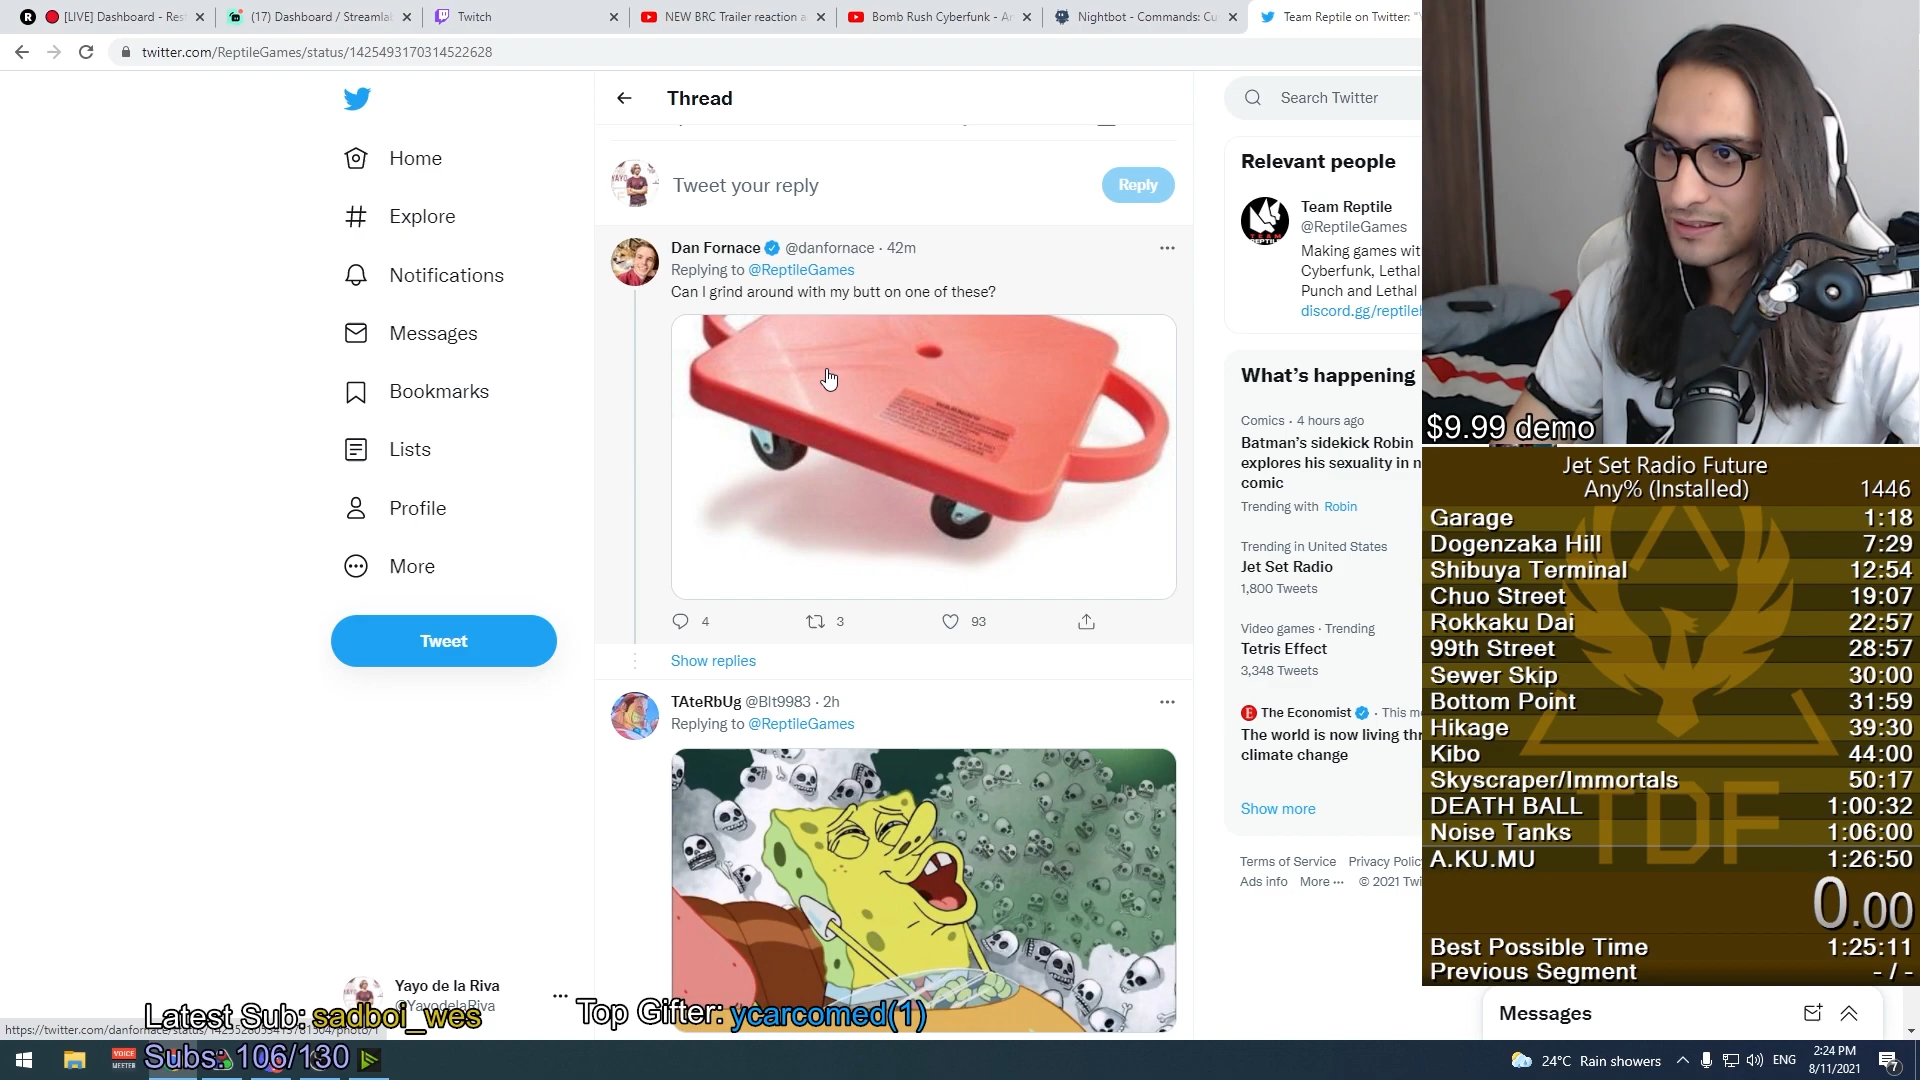 [LIVE] Dashboard - Res
(17) Dashboard / Streamla
Twitch
NEW BRC Trailer reaction a
Bomb Rush Cyberfunk - An
Nightbot - Commands: Cu
Team Reptile on Twitter: "
twitter.com/ReptileGames/status/1425493170314522628
Thread
Search Twitter
Home
Explore
Notifications
Messages
Bookmarks
Lists
Profile
More
Tweet
Tweet your reply
Reply
Dan Fornace @danfornace · 42m
Replying to @ReptileGames
Can I grind around with my butt on one of these?
4 3 93
Show replies
TAteRbUg @Blt9983 · 2h
Replying to @ReptileGames
Relevant people
Team Reptile
@ReptileGames
Making games wit
Cyberfunk, Lethal
Punch and Lethal
discord.gg/reptile
What's happening
Comics · 4 hours ago
Batman's sidekick Robin
explores his sexuality in n
comic
Trending with Robin
Trending in United States
Jet Set Radio
1,800 Tweets
Video games · Trending
Tetris Effect
3,348 Tweets
The Economist · This m
The world is now living thr
climate change
Show more
Terms of Service Privacy Polic
Ads info More ··· © 2021 Twi
$9.99 demo
Jet Set Radio Future
Any% (Installed) 1446
Garage 1:18
Dogenzaka Hill 7:29
Shibuya Terminal 12:54
Chuo Street 19:07
Rokkaku Dai 22:57
99th Street 28:57
Sewer Skip 30:00
Bottom Point 31:59
Hikage 39:30
Kibo 44:00
Skyscraper/Immortals 50:17
DEATH BALL 1:00:32
Noise Tanks 1:06:00
A.KU.MU 1:26:50
TDF
0.00
Best Possible Time 1:25:11
Previous Segment - / -
Yayo de la Riva
@YayodelaRiva
Latest Sub: sadboi_wes
Top Gifter: ycarcomed(1)
Subs: 106/130
Messages
VOICE
MEETER
24°C Rain showers
ENG
2:24 PM
8/11/2021
7